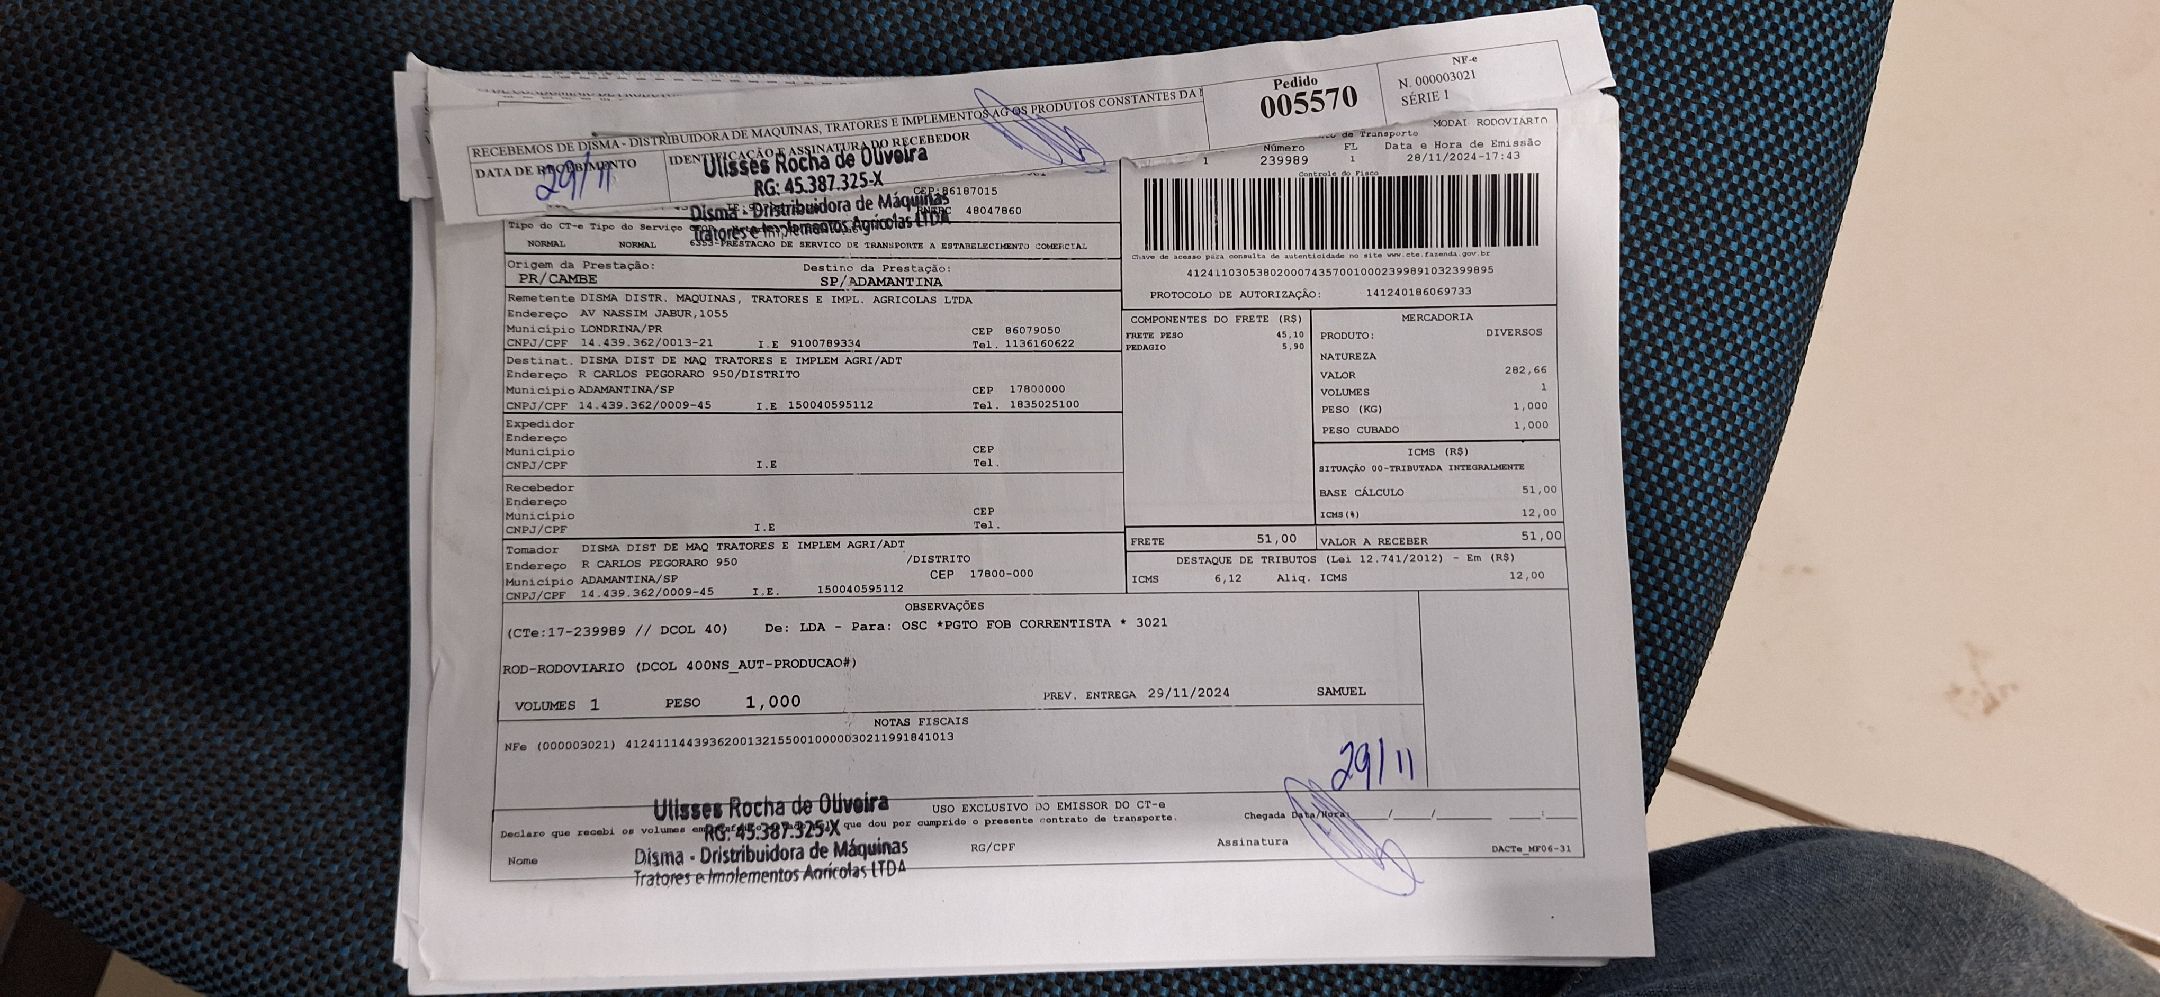 RECEBEMOS DE DISMA - DISTRIBUIDORA DE MAQUINAS, TRATORES E IMPLEMENTOS AG OS PRODUTOS CONSTANTES DA
Pedido
005570
NF-e
N. 000003021
SÉRIE 1
DATA DE RECEBIMENTO
IDENTIFICAÇÃO E ASSINATURA DO RECEBEDOR
29/11
Ulisses Rocha de Oliveira
RG: 45.387.325-X
Disma - Dristribuidora de Máquinas
Tratores e Implementos Agrícolas LTDA
MODAL RODOVIÁRIO
de Transporte
Número FL Data e Hora de Emissão
1 239989 1 28/11/2024-17:43
Controle do Fisco
CEP:86187015
RNTRC 48047860
Tipo do CT-e Tipo do Serviço
NORMAL NORMAL 6353-PRESTACAO DE SERVICO DE TRANSPORTE A ESTABELECIMENTO COMERCIAL
Chave de acesso para consulta de autenticidade no site www.cte.fazenda.gov.br
41241103053802000743570010002399891032399895
PROTOCOLO DE AUTORIZAÇÃO: 141240186069733
Origem da Prestação: Destino da Prestação:
PR/CAMBE SP/ADAMANTINA
Remetente DISMA DISTR. MAQUINAS, TRATORES E IMPL. AGRICOLAS LTDA
Endereço AV NASSIM JABUR,1055
Município LONDRINA/PR CEP 86079050
CNPJ/CPF 14.439.362/0013-21 I.E 9100789334 Tel. 1136160622
Destinat. DISMA DIST DE MAQ TRATORES E IMPLEM AGRI/ADT
Endereço R CARLOS PEGORARO 950/DISTRITO
Município ADAMANTINA/SP CEP 17800000
CNPJ/CPF 14.439.362/0009-45 I.E 150040595112 Tel. 1835025100
Expedidor
Endereço
Município CEP
CNPJ/CPF I.E Tel.
Recebedor
Endereço
Município CEP
CNPJ/CPF I.E Tel.
Tomador DISMA DIST DE MAQ TRATORES E IMPLEM AGRI/ADT
Endereço R CARLOS PEGORARO 950 /DISTRITO
Município ADAMANTINA/SP CEP 17800-000
CNPJ/CPF 14.439.362/0009-45 I.E. 150040595112
COMPONENTES DO FRETE (R$)
FRETE PESO 45,10
PEDAGIO 5,90
FRETE 51,00
MERCADORIA
PRODUTO: DIVERSOS
NATUREZA
VALOR 282,66
VOLUMES 1
PESO (KG) 1,000
PESO CUBADO 1,000
ICMS (R$)
SITUAÇÃO 00-TRIBUTADA INTEGRALMENTE
BASE CÁLCULO 51,00
ICMS(%) 12,00
VALOR A RECEBER 51,00
DESTAQUE DE TRIBUTOS (Lei 12.741/2012) - Em (R$)
ICMS 6,12 Aliq. ICMS 12,00
OBSERVAÇÕES
(CTe:17-239989 // DCOL 40) De: LDA - Para: OSC *PGTO FOB CORRENTISTA * 3021
ROD-RODOVIARIO (DCOL 400NS_AUT-PRODUCAO#)
VOLUMES 1 PESO 1,000 PREV. ENTREGA 29/11/2024 SAMUEL
NOTAS FISCAIS
NFe (000003021) 41241114439362001321550010000030211991841013
29/11
USO EXCLUSIVO DO EMISSOR DO CT-e
Declaro que recebi os volumes em que dou por cumprido o presente contrato de transporte.
Chegada Data/Hora: / / :
Nome RG/CPF Assinatura
Ulisses Rocha de Oliveira
RG: 45.387.325-X
Disma - Dristribuidora de Máquinas
Tratores e Implementos Agrícolas LTDA
DACTe_MF06-31